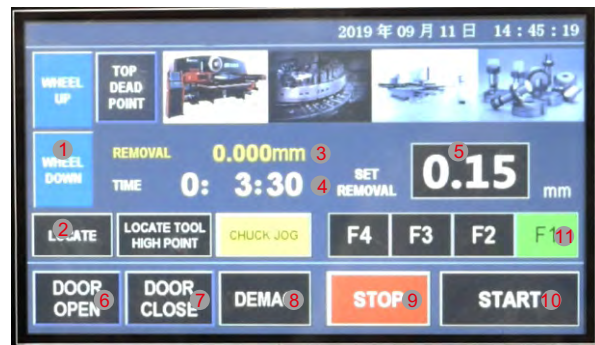 2019 年 09 月 11 日 14 : 45 : 19
WHEEL
UP
TOP
DEAD
POINT
1
WHEEL
DOWN
REMOVAL 0.000mm 3
TIME 0: 3:30 4
SET
REMOVAL
5
0.15 mm
2
LOCATE
LOCATE TOOL
HIGH POINT
CHUCK JOG
F4 F3 F2 F1 11
DOOR
OPEN 6
DOOR
CLOSE 7
8
STOP 9
START 10